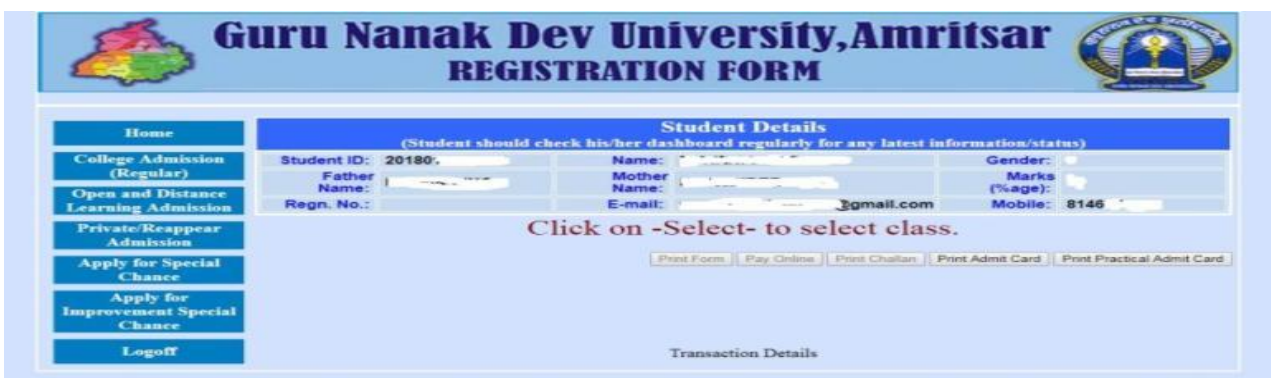 Guru Nanak Dev University,Amritsar
REGISTRATION FORM
Home
College Admission
(Regular)
Open and Distance
Learning Admission
Private/Reappear
Admission
Apply for Special
Chance
Apply for
Improvement Special
Chance
Logoff
Student Details
(Student should check his/her dashboard regularly for any latest information/status)
Student ID: 20180 Name: Gender:
Father Name: Mother Name: Marks (%age):
Regn. No.: E-mail: @gmail.com Mobile: 8146
Click on -Select- to select class.
Print Form Pay Online Print Challan Print Admit Card Print Practical Admit Card
Transaction Details